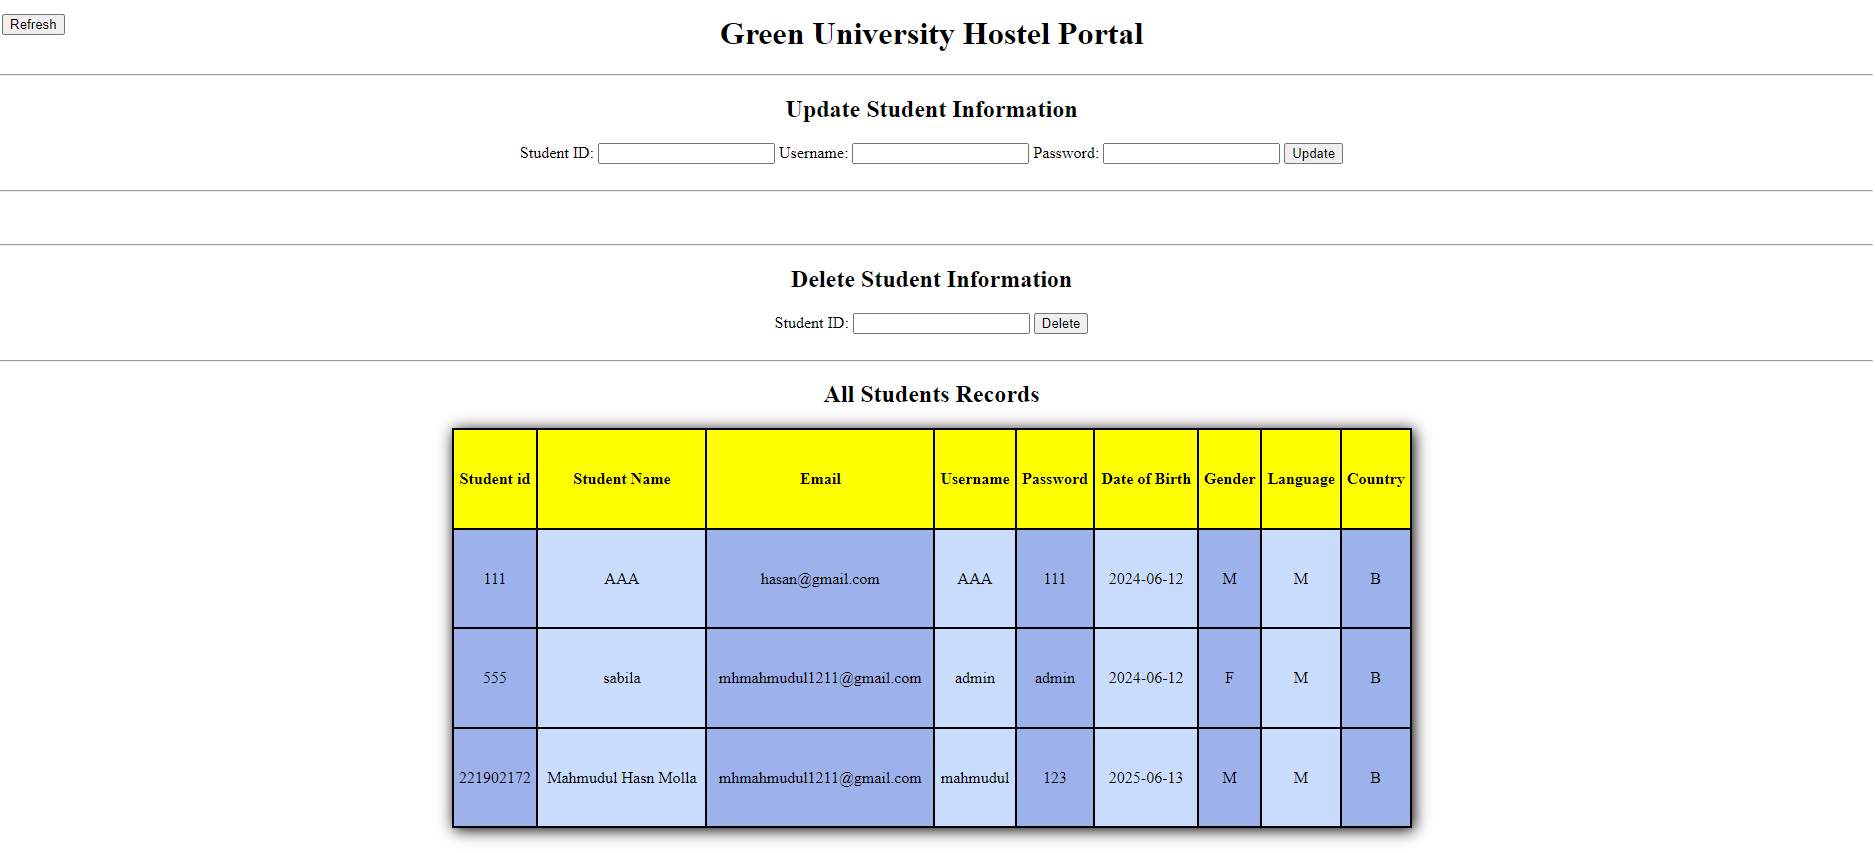 Refresh
Green University Hostel Portal
Update Student Information
Student ID: Username: Password: Update
Delete Student Information
Student ID: Delete
All Students Records
Student id Student Name Email Username Password Date of Birth Gender Language Country
111 AAA hasan@gmail.com AAA 111 2024-06-12 M M B
555 sabila mhmahmudul1211@gmail.com admin admin 2024-06-12 F M B
221902172 Mahmudul Hasn Molla mhmahmudul1211@gmail.com mahmudul 123 2025-06-13 M M B